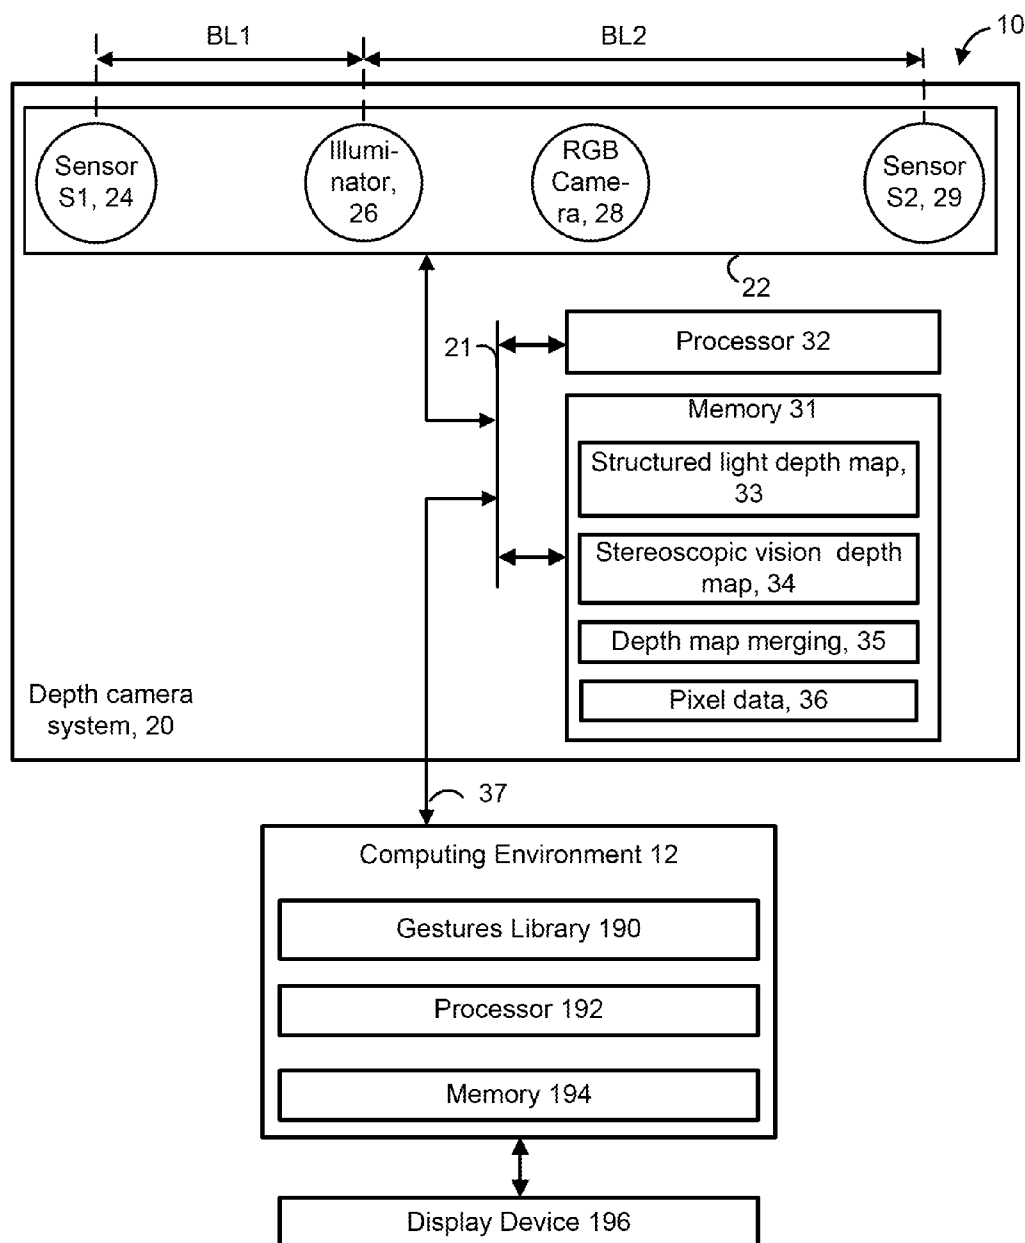 BL1
BL2
10
Sensor
S1, 24
Illumi-
nator,
26
RGB
Came-
ra, 28
Sensor
S2, 29
22
21
Processor 32
Memory 31
Structured light depth map,
33
Stereoscopic vision depth
map, 34
Depth map merging, 35
Pixel data, 36
Depth camera
system, 20
37
Computing Environment 12
Gestures Library 190
Processor 192
Memory 194
Display Device 196